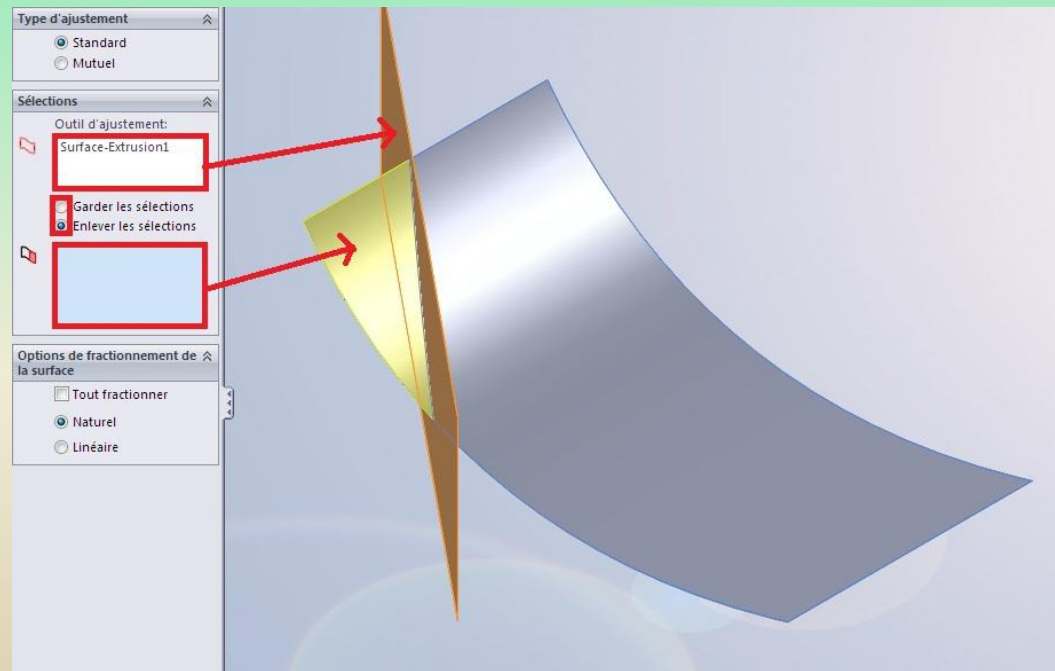 Type d'ajustement
Standard
Mutuel
Sélections
Outil d'ajustement:
Surface-Extrusion1
Garder les sélections
Enlever les sélections
Options de fractionnement de
la surface
Tout fractionner
Naturel
Linéaire